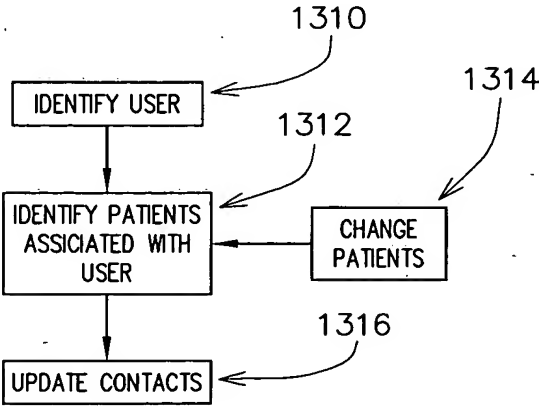 1310
IDENTIFY USER
1314
1312
IDENTIFY PATIENTS
ASSICIATED WITH
USER
CHANGE
PATIENTS
1316
UPDATE CONTACTS